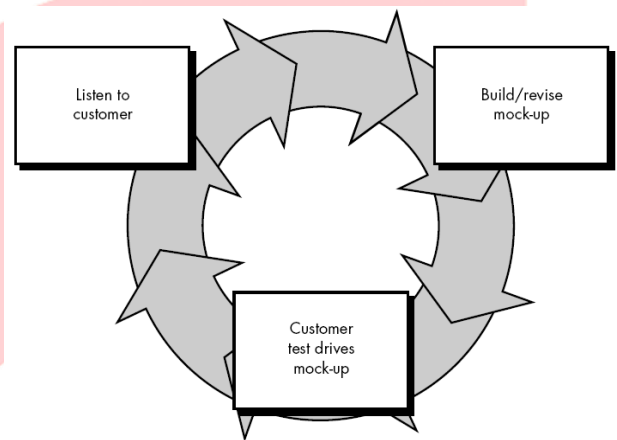 Listen to
customer
Build/revise
mock-up
Customer
test drives
mock-up